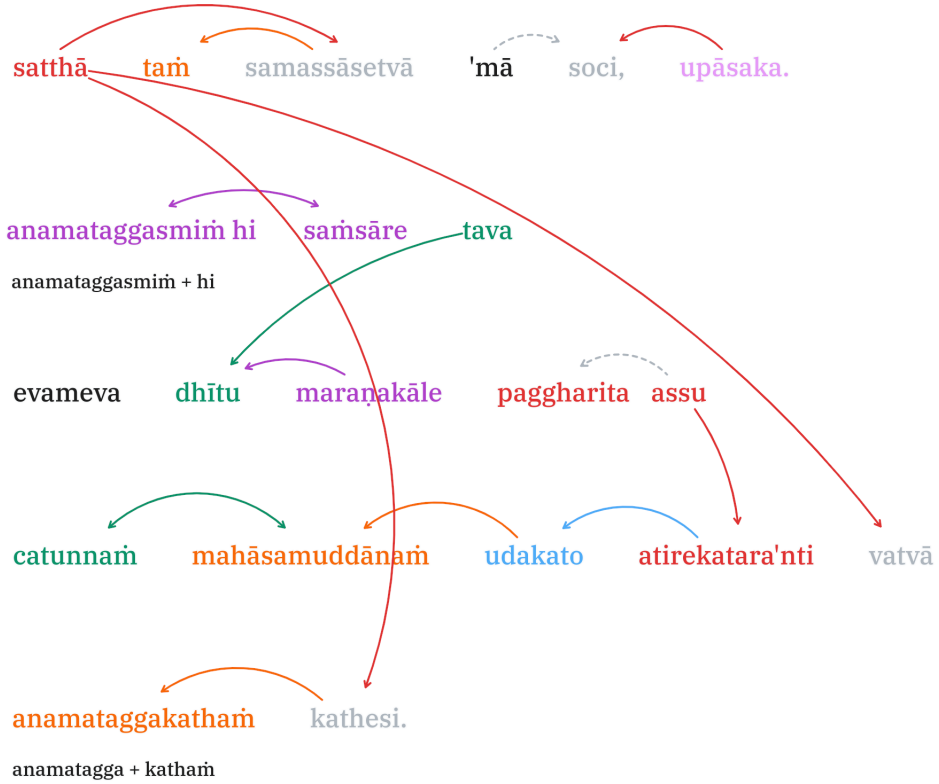 satthā taṁ samassāsetvā 'mā soci, upāsaka.
anamataggasmiṁ hi saṁsāre tava
anamataggasmiṁ + hi
evameva dhītu maraṇakāle paggharita assu
catunnaṁ mahāsamuddānaṁ udakato atirekatara'nti vatvā
anamataggakathaṁ kathesi.
anamatagga + kathaṁ